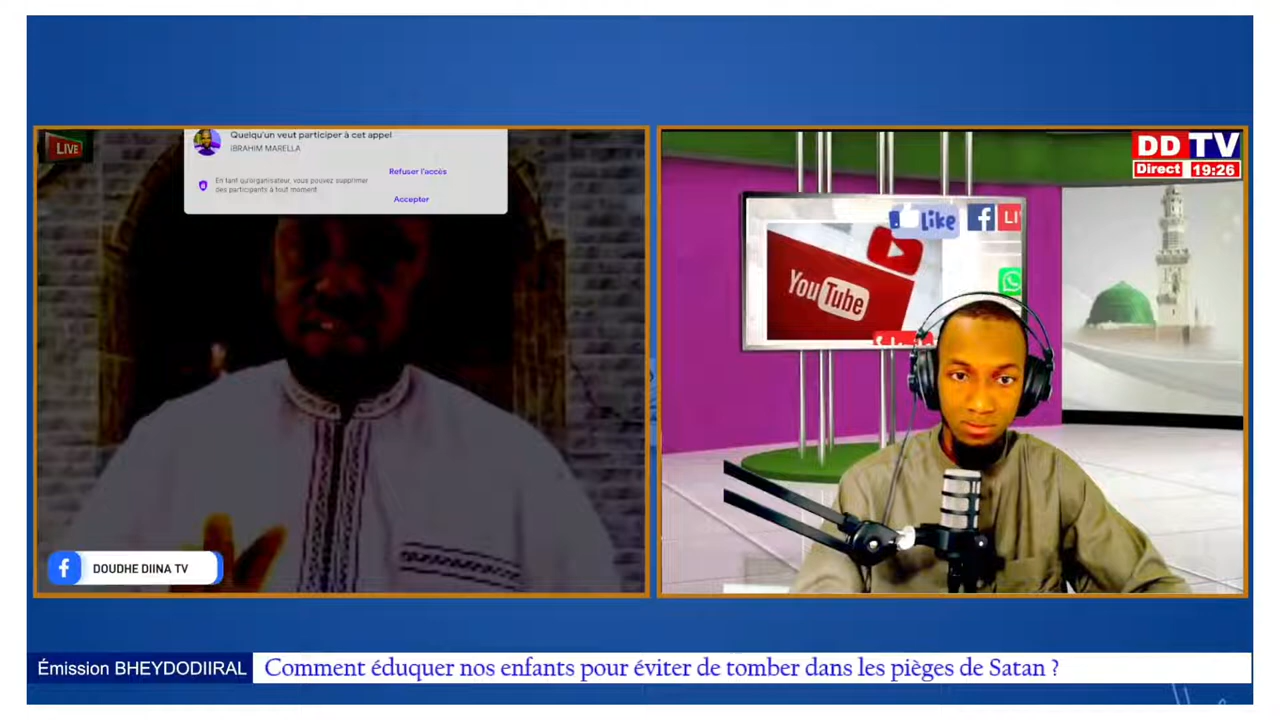 LIVE
Quelqu'un veut participer à cet appel
IBRAHIM MARELLA
En tant qu'organisateur, vous pouvez supprimer
des participants à tout moment
Refuser l'accès
Accepter
DOUDHE DIINA TV
DD TV
Direct 19:26
like
f
LI
YouTube
Émission BHEYDODIIRAL
Comment éduquer nos enfants pour éviter de tomber dans les pièges de Satan ?